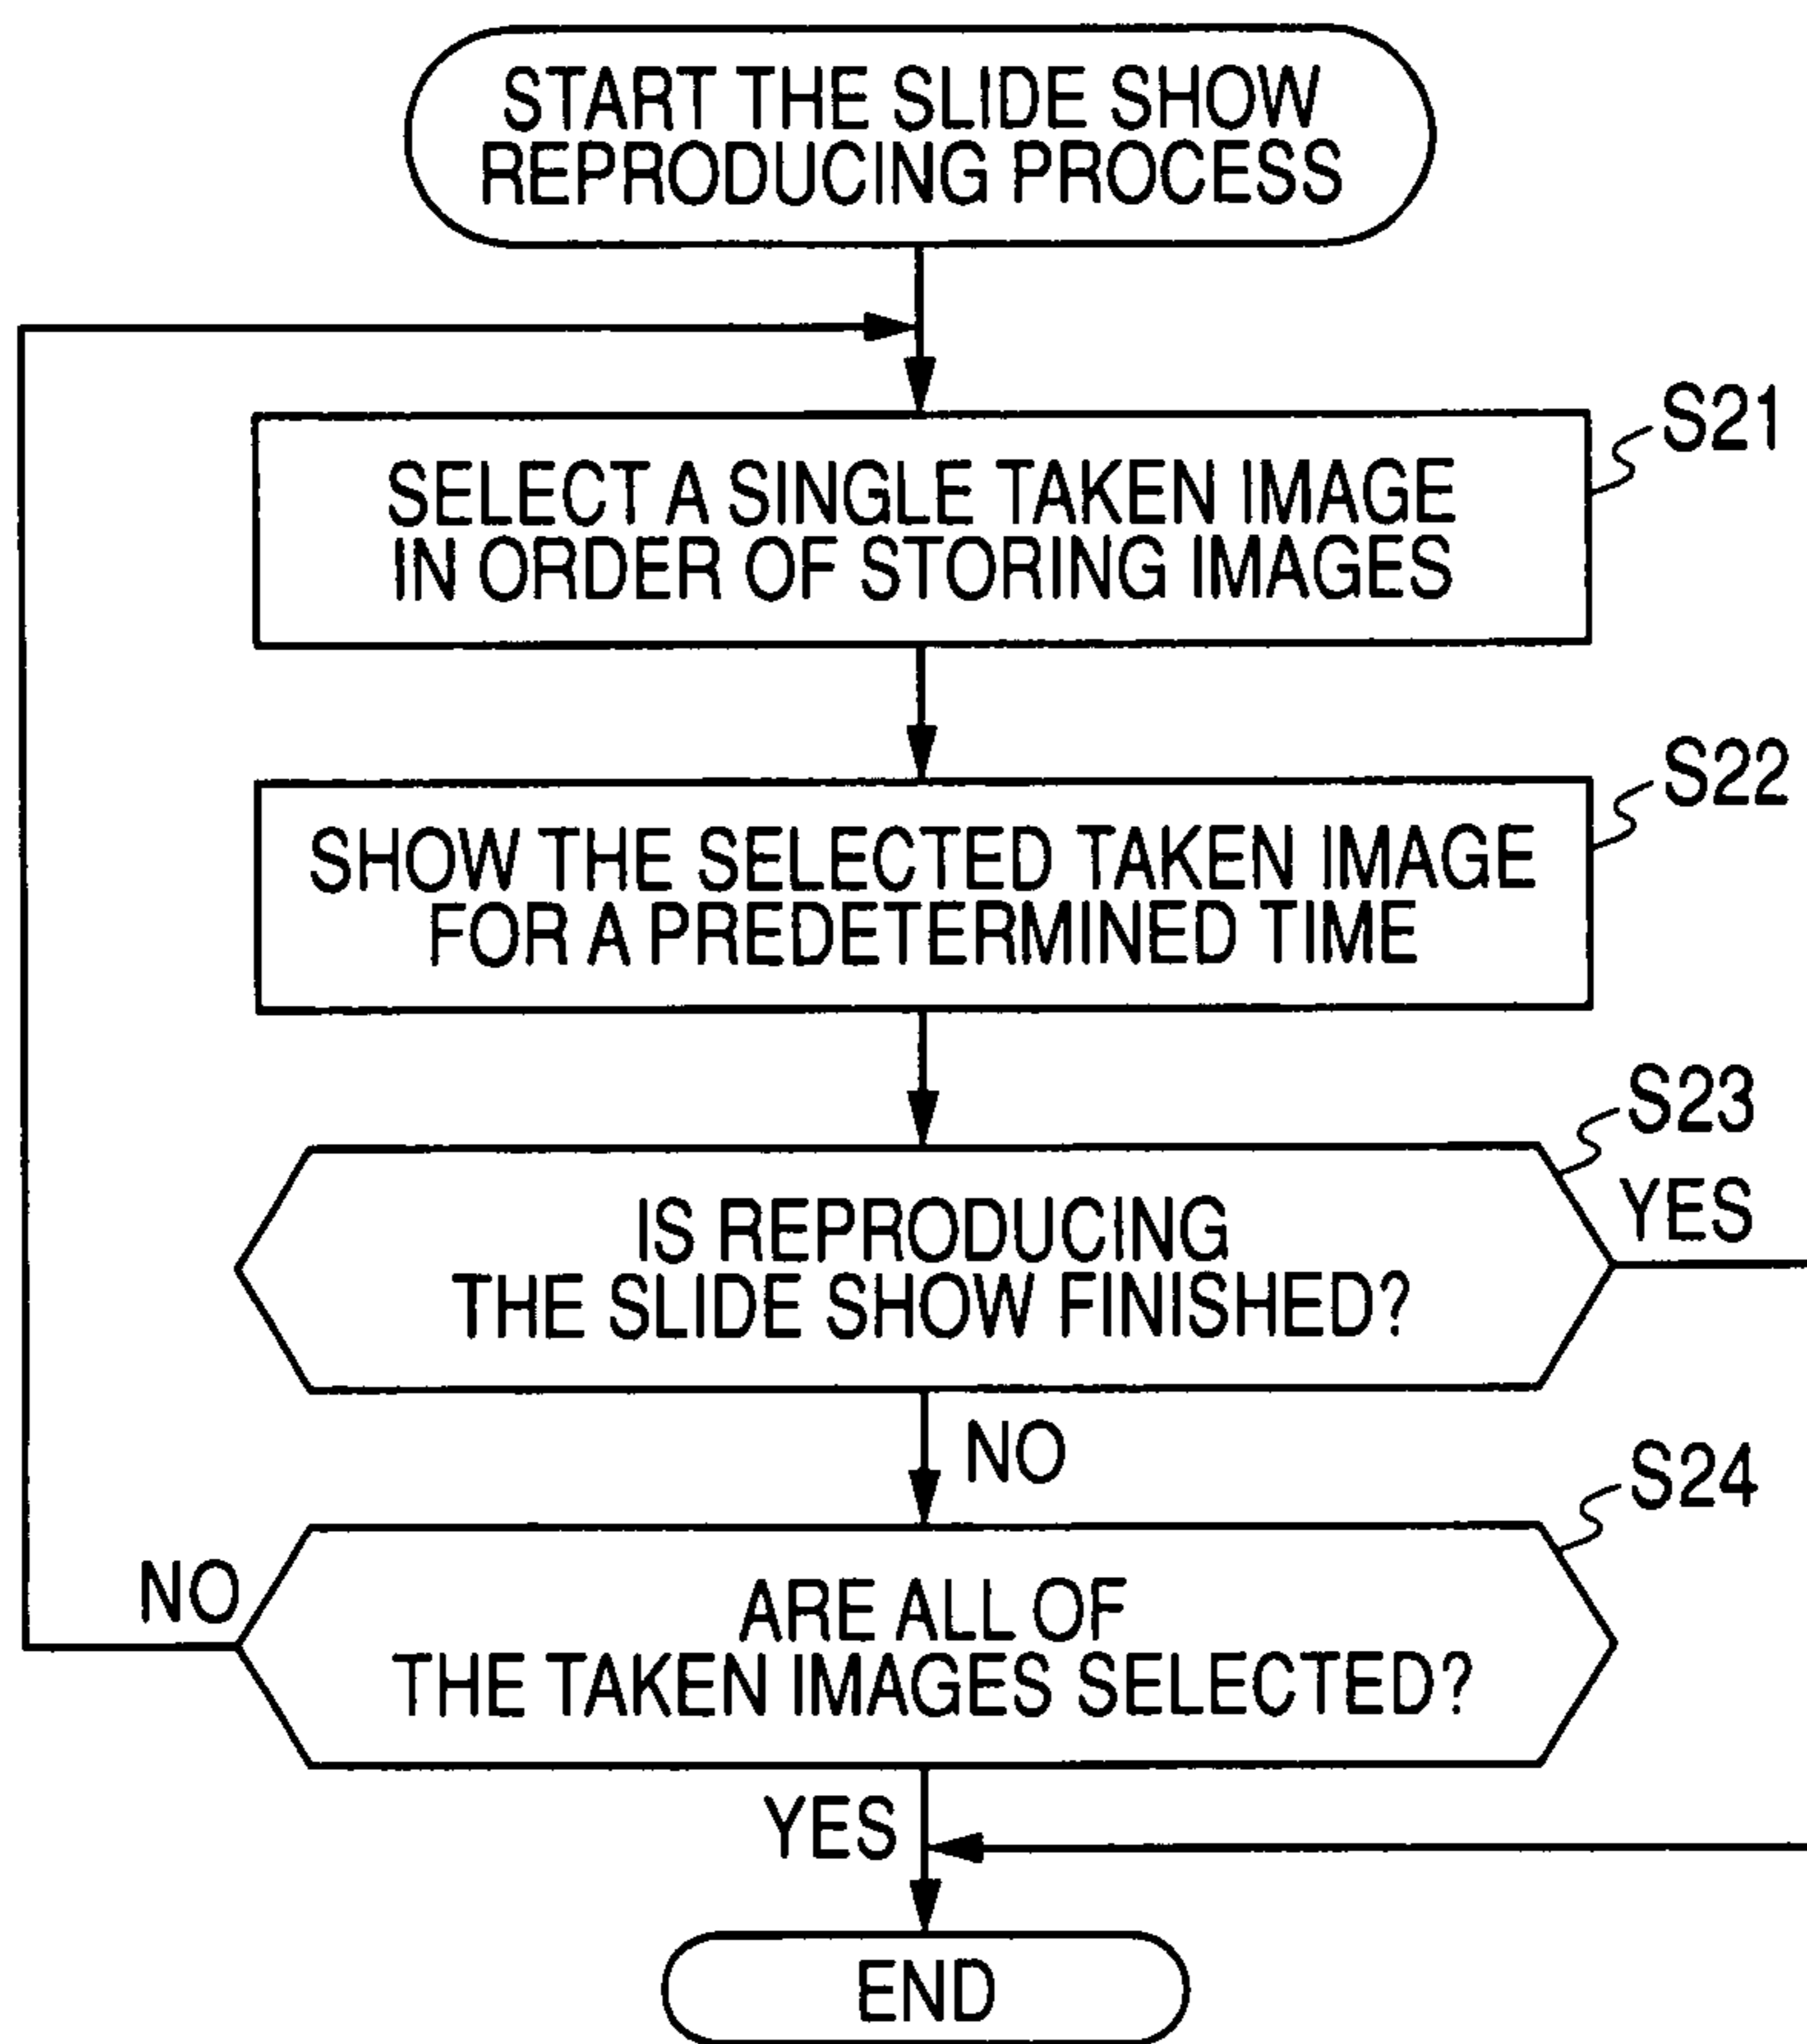 START THE SLIDE SHOW
REPRODUCING PROCESS
S21
SELECT A SINGLE TAKEN IMAGE
IN ORDER OF STORING IMAGES
S22
SHOW THE SELECTED TAKEN IMAGE
FOR A PREDETERMINED TIME
S23
YES
IS REPRODUCING
THE SLIDE SHOW FINISHED?
NO
S24
NO
ARE ALL OF
THE TAKEN IMAGES SELECTED?
YES
END